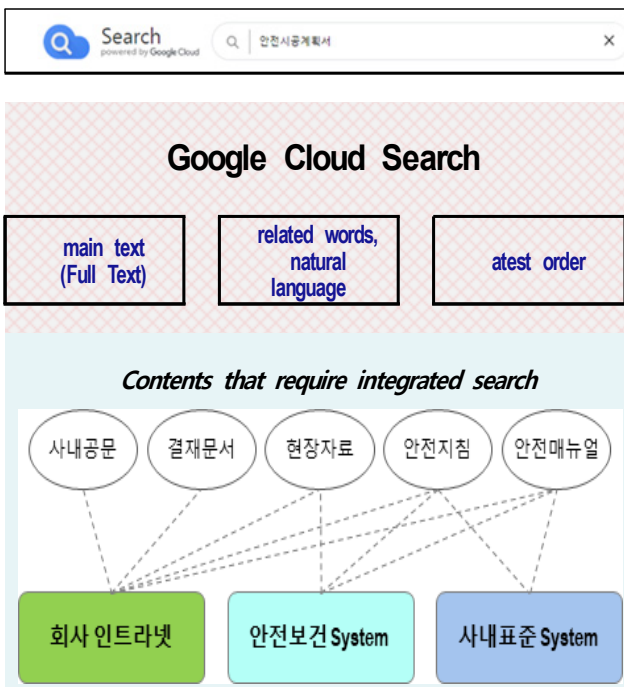 Search
powered by Google Cloud
안전시공계획서
Google Cloud Search
main text
(Full Text)
related words,
natural
language
atest order
Contents that require integrated search
사내공문
결재문서
현장자료
안전지침
안전매뉴얼
회사 인트라넷
안전보건 System
사내표준 System